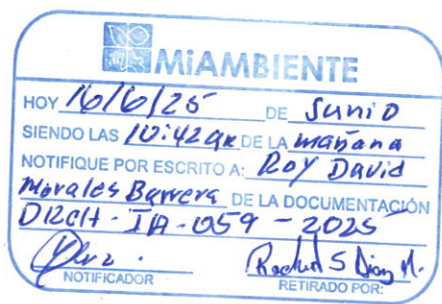 MiAMBIENTE
HOY 16/6/25 DE Junio
SIENDO LAS 10:42 am DE LA mañana
NOTIFIQUE POR ESCRITO A: Roy David
Morales Barrera DE LA DOCUMENTACIÓN
DRCH-IA-059-2025
NOTIFICADOR
RETIRADO POR: